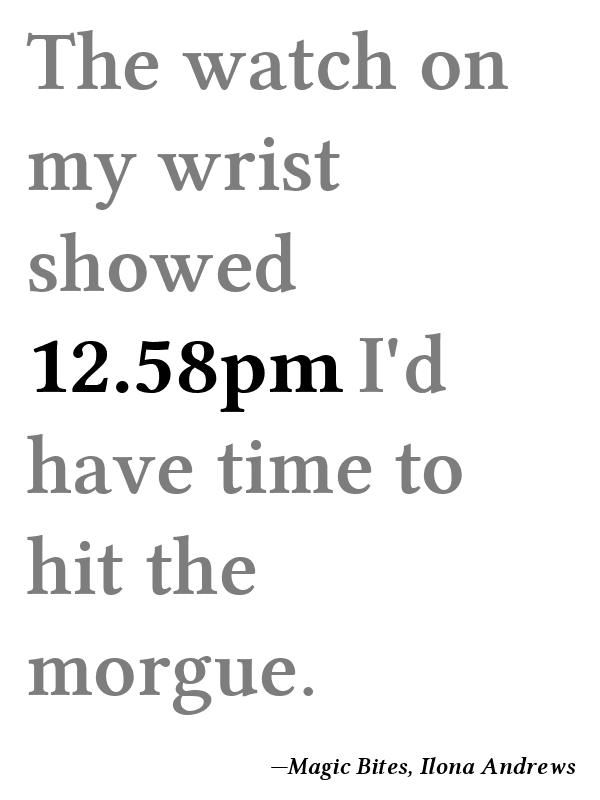 The watch on
my wrist
showed
12.58pm I'd
have time to
hit the
morgue.
—Magic Bites, Ilona Andrews